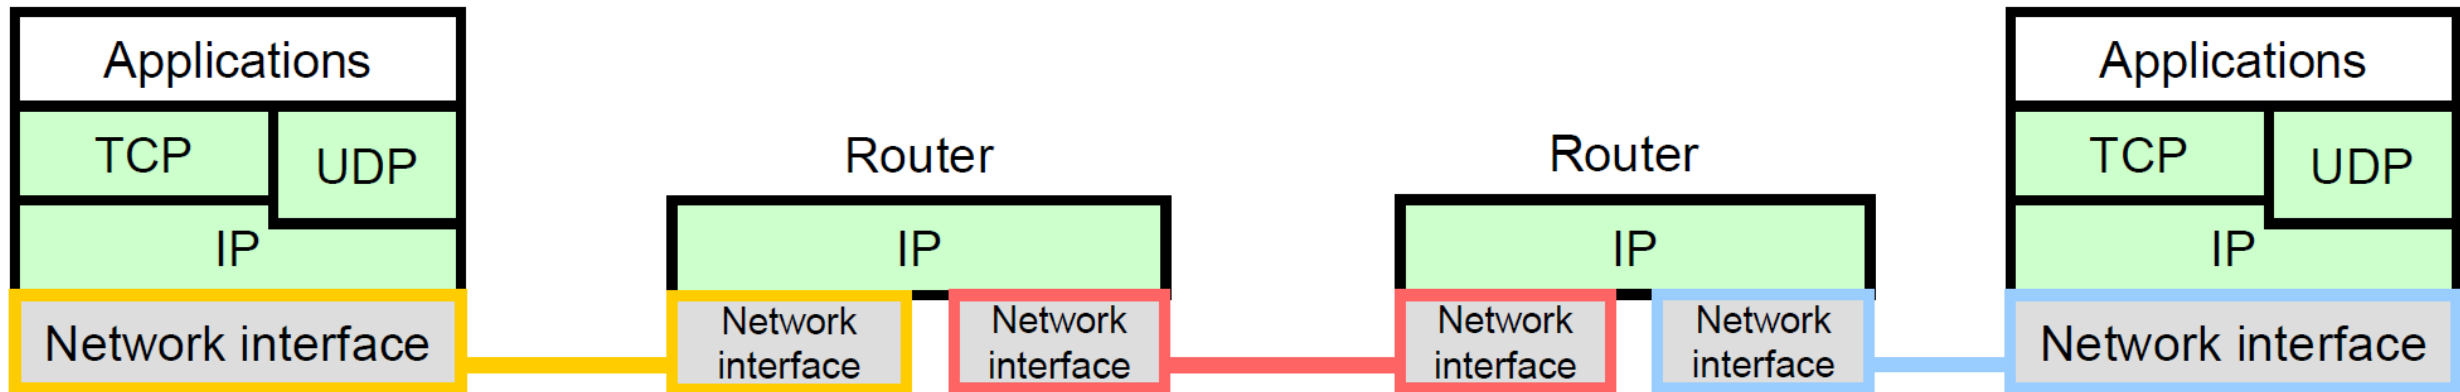 Applications
TCP
UDP
IP
Network interface
Router
IP
Network
interface
Network
interface
Router
IP
Network
interface
Network
interface
Applications
TCP
UDP
IP
Network interface